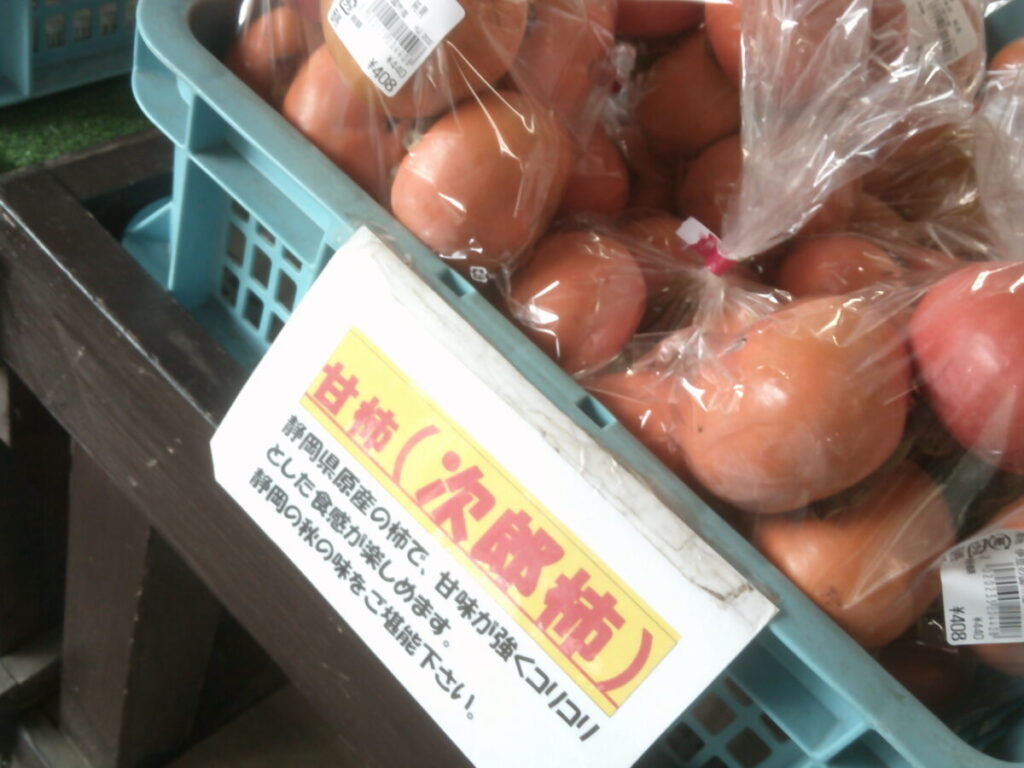 ¥440
¥408
甘柿(次郎柿)
静岡県原産の柿で、甘味が強くコリコリ
とした食感が楽しめます。
静岡の秋の味をご堪能下さい。
¥440
¥408